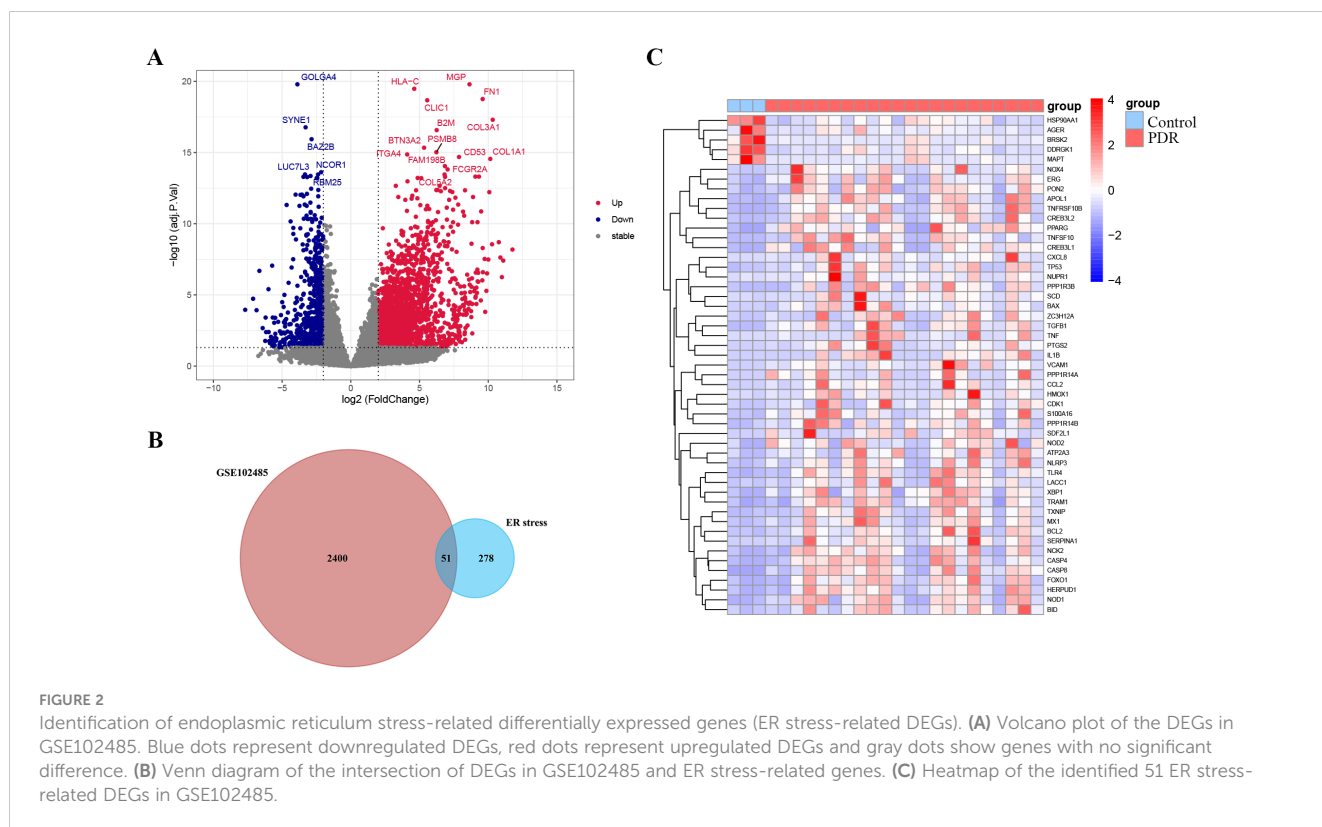 A
20
15
10
5
0
−log10 (adj.P.Val)
−10
−5
0
5
10
15
log2 (FoldChange)
GOLGA4
SYNE1
BAZ2B
LUC7L3
NCOR1
RBM25
HLA−C
MGP
FN1
CLIC1
COL3A1
B2M
BTN3A2
PSMB8
ITGA4
CD53
COL1A1
FAM198B
FCGR2A
COL5A2
Up
Down
stable
B
GSE102485
ER stress
2400
51
278
C
group
HSP90AA1
AGER
BRSK2
DDRGK1
MAPT
NOX4
ERG
PON2
APOL1
TNFRSF10B
CREB3L2
PPARG
TNFSF10
CREB3L1
CXCL8
TP53
NUPR1
PPP1R3B
SCD
BAX
ZC3H12A
TGFB1
TNF
PTGS2
IL1B
VCAM1
PPP1R14A
CCL2
HMOX1
CDK1
S100A16
PPP1R14B
SDF2L1
NOD2
ATP2A3
NLRP3
TLR4
LACC1
XBP1
TRAM1
TXNIP
MX1
BCL2
SERPINA1
NCK2
CASP4
CASP8
FOXO1
HERPUD1
NOD1
BID
4
2
0
−2
−4
group
Control
PDR
FIGURE 2
Identification of endoplasmic reticulum stress-related differentially expressed genes (ER stress-related DEGs). (A) Volcano plot of the DEGs in
GSE102485. Blue dots represent downregulated DEGs, red dots represent upregulated DEGs and gray dots show genes with no significant
difference. (B) Venn diagram of the intersection of DEGs in GSE102485 and ER stress-related genes. (C) Heatmap of the identified 51 ER stress-
related DEGs in GSE102485.